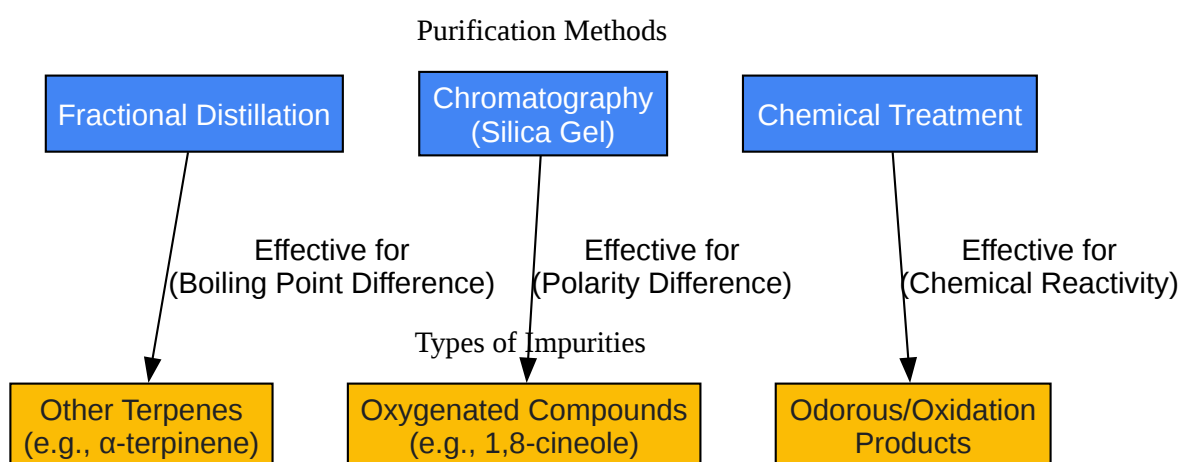 Purification Methods
Fractional Distillation
Chromatography
(Silica Gel)
Chemical Treatment
Effective for
(Boiling Point Difference)
Effective for
(Polarity Difference)
Effective for
(Chemical Reactivity)
Types of Impurities
Other Terpenes
(e.g., α-terpinene)
Oxygenated Compounds
(e.g., 1,8-cineole)
Odorous/Oxidation
Products